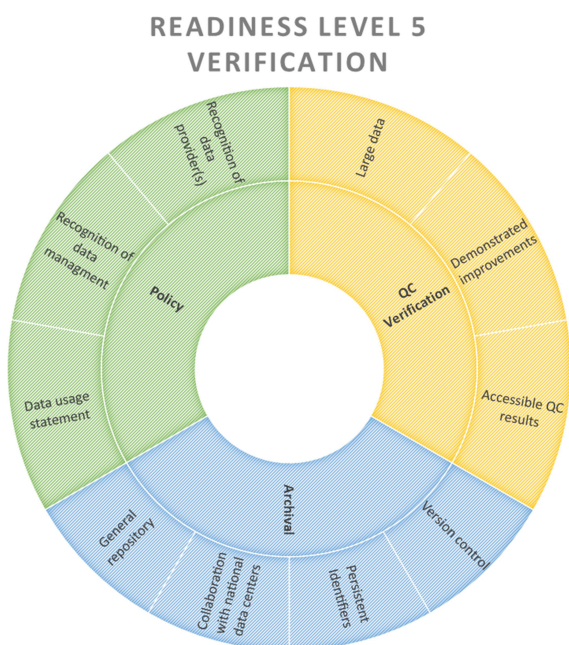 READINESS LEVEL 5
VERIFICATION
Large data
Demonstrated
improvements
Accessible QC
results
QC
Verification
Version control
Persistent
Identifiers
Collaboration
with national
data centers
General
repository
Archival
Data usage
statement
Recognition of
data
managment
Recognition of
data
provider(s)
Policy